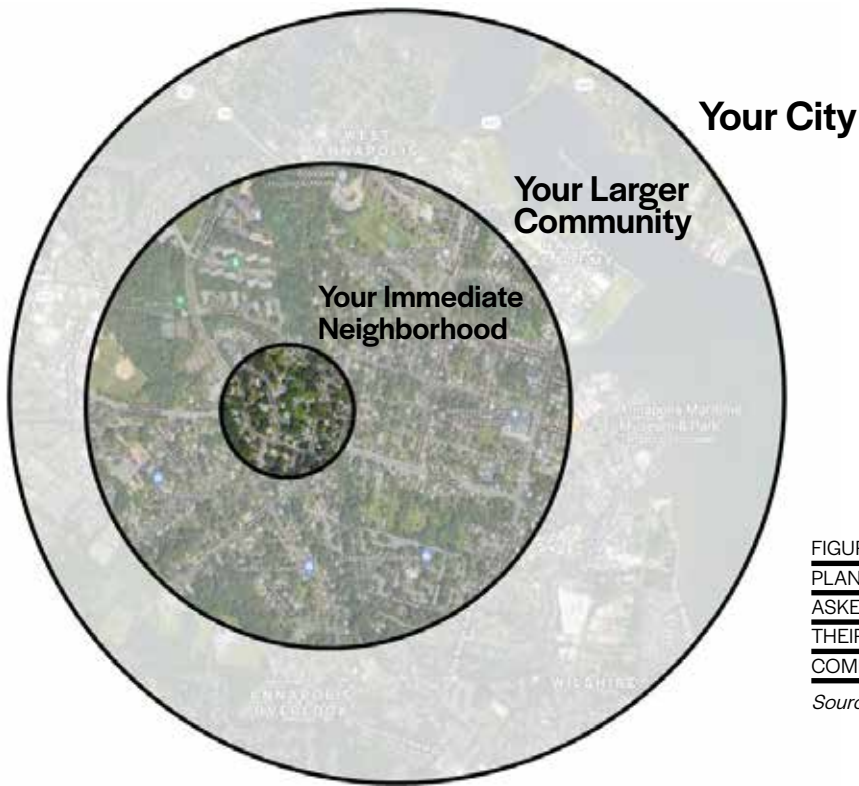 Your City
WEST
ANNAPOLIS
Your Larger
Community
Your Immediate
Neighborhood
Annapolis Maritime
Museum & Park
ANNAPOLIS
OVERLOOK
WILSHIRE
FIGUR
PLAN
ASKE
THEIR
COM
Sourc